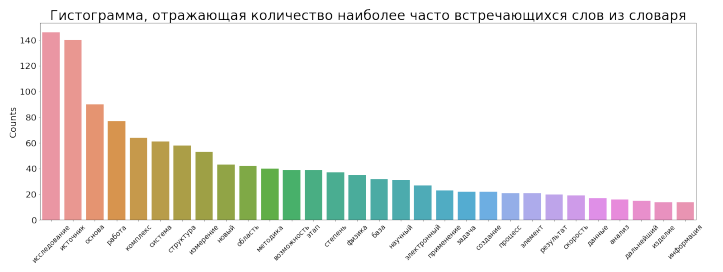 Гистограмма, отражающая количество наиболее часто встречающихся слов из словаря
Counts
140
120
100
80
60
40
20
0
исследование
источник
основа
работа
комплекс
система
структура
измерение
новый
область
методика
возможность
этап
степень
физика
база
научный
электронный
применение
задача
создание
процесс
элемент
результат
скорость
данные
анализ
дальнейший
изделие
информация